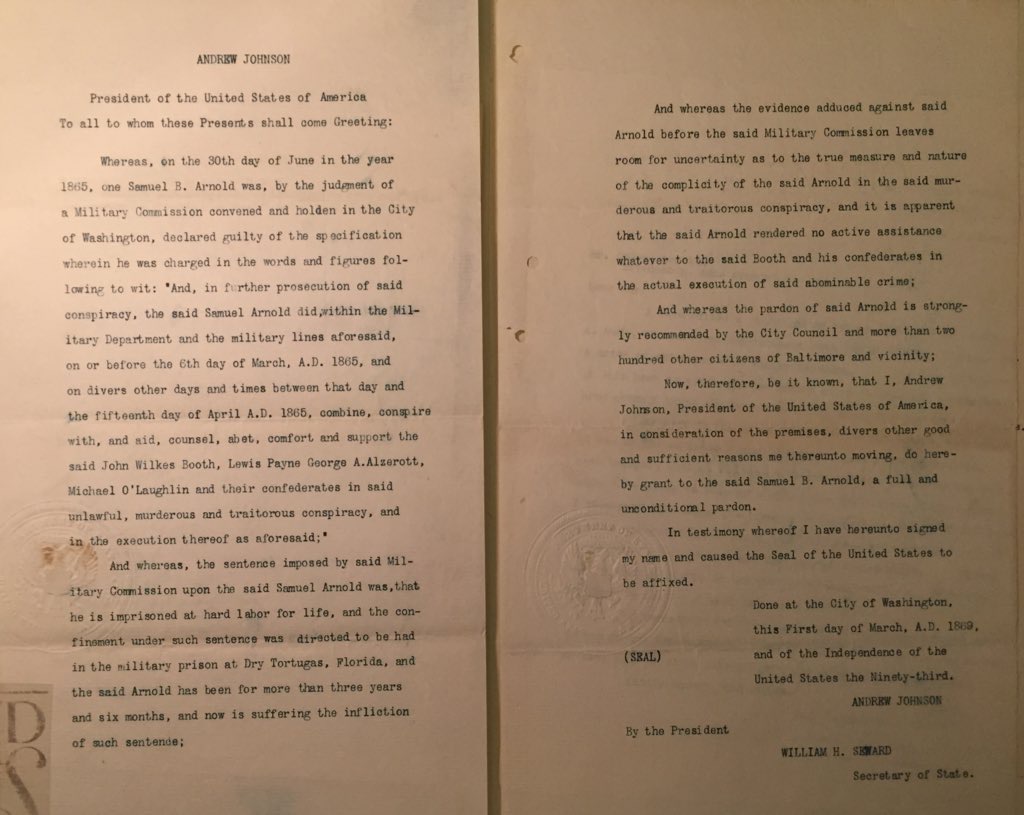 ANDREW JOHNSON
President of the United States of America
To all to whom these Presents shall come Greeting:
Whereas, on the 30th day of June in the year
1865, one Samuel B. Arnold was, by the judgment of
a Military Commission convened and holden in the City
of Washington, declared guilty of the specification
wherein he was charged in the words and figures fol-
lowing to wit: "And, in further prosecution of said
conspiracy, the said Samuel Arnold did,within the Mil-
itary Department and the military lines aforesaid,
on or before the 6th day of March, A.D. 1865, and
on divers other days and times between that day and
the fifteenth day of April A.D. 1865, combine, conspire
with, and aid, counsel, abet, comfort and support the
said John Wilkes Booth, Lewis Payne George A.Alzerott,
Michael O'Laughlin and their confederates in said
unlawful, murderous and traitorous conspiracy, and
in the execution thereof as aforesaid;"
And whereas, the sentence imposed by said Mil-
itary Commission upon the said Samuel Arnold was,that
he is imprisoned at hard labor for life, and the con-
finement under such sentence was directed to be had
in the military prison at Dry Tortugas, Florida, and
the said Arnold has been for more than three years
and six months, and now is suffering the infliction
of such sentence;
D
S
And whereas the evidence adduced against said
Arnold before the said Military Commission leaves
room for uncertainty as to the true measure and nature
of the complicity of the said Arnold in the said mur-
derous and traitorous conspiracy, and it is apparent
that the said Arnold rendered no active assistance
whatever to the said Booth and his confederates in
the actual execution of said abominable crime;
And whereas the pardon of said Arnold is strong-
ly recommended by the City Council and more than two
hundred other citizens of Baltimore and vicinity;
Now, therefore, be it known, that I, Andrew
Johnson, President of the United States of America,
in consideration of the premises, divers other good
and sufficient reasons me thereunto moving, do here-
by grant to the said Samuel B. Arnold, a full and
unconditional pardon.
In testimony whereof I have hereunto signed
my name and caused the Seal of the United States to
be affixed.
Done at the City of Washington,
this First day of March, A.D. 1869,
(SEAL) and of the Independence of the
United States the Ninety-third.
ANDREW JOHNSON
By the President
WILLIAM H. SEWARD
Secretary of State.